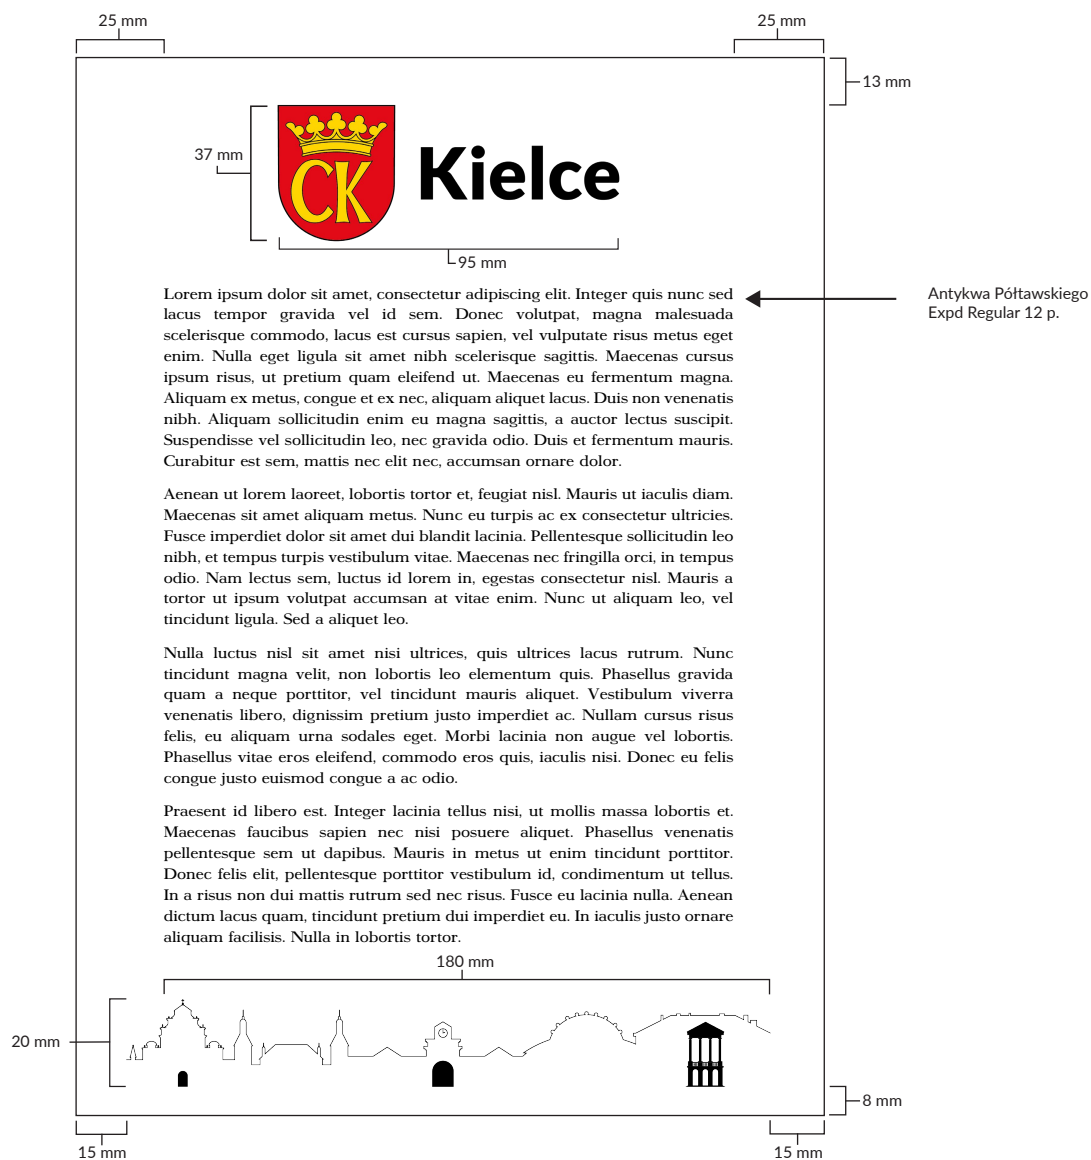 25 mm
25 mm
13 mm
37 mm
CK
Kielce
95 mm
Lorem ipsum dolor sit amet, consectetur adipiscing elit. Integer quis nunc sed
lacus tempor gravida vel id sem. Donec volutpat, magna malesuada
scelerisque commodo, lacus est cursus sapien, vel vulputate risus metus eget
enim. Nulla eget ligula sit amet nibh scelerisque sagittis. Maecenas cursus
ipsum risus, ut pretium quam eleifend ut. Maecenas eu fermentum magna.
Aliquam ex metus, congue et ex nec, aliquam aliquet lacus. Duis non venenatis
nibh. Aliquam sollicitudin enim eu magna sagittis, a auctor lectus suscipit.
Suspendisse vel sollicitudin leo, nec gravida odio. Duis et fermentum mauris.
Curabitur est sem, mattis nec elit nec, accumsan ornare dolor.
Antykwa Półtawskiego
Expd Regular 12 p.
Aenean ut lorem laoreet, lobortis tortor et, feugiat nisl. Mauris ut iaculis diam.
Maecenas sit amet aliquam metus. Nunc eu turpis ac ex consectetur ultricies.
Fusce imperdiet dolor sit amet dui blandit lacinia. Pellentesque sollicitudin leo
nibh, et tempus turpis vestibulum vitae. Maecenas nec fringilla orci, in tempus
odio. Nam lectus sem, luctus id lorem in, egestas consectetur nisl. Mauris a
tortor ut ipsum volutpat accumsan at vitae enim. Nunc ut aliquam leo, vel
tincidunt ligula. Sed a aliquet leo.
Nulla luctus nisl sit amet nisi ultrices, quis ultrices lacus rutrum. Nunc
tincidunt magna velit, non lobortis leo elementum quis. Phasellus gravida
quam a neque porttitor, vel tincidunt mauris aliquet. Vestibulum viverra
venenatis libero, dignissim pretium justo imperdiet ac. Nullam cursus risus
felis, eu aliquam urna sodales eget. Morbi lacinia non augue vel lobortis.
Phasellus vitae eros eleifend, commodo eros quis, iaculis nisi. Donec eu felis
congue justo euismod congue a ac odio.
Praesent id libero est. Integer lacinia tellus nisi, ut mollis massa lobortis et.
Maecenas faucibus sapien nec nisi posuere aliquet. Phasellus venenatis
pellentesque sem ut dapibus. Mauris in metus ut enim tincidunt porttitor.
Donec felis elit, pellentesque porttitor vestibulum id, condimentum ut tellus.
In a risus non dui mattis rutrum sed nec risus. Fusce eu lacinia nulla. Aenean
dictum lacus quam, tincidunt pretium dui imperdiet eu. In iaculis justo ornare
aliquam facilisis. Nulla in lobortis tortor.
180 mm
20 mm
8 mm
15 mm
15 mm